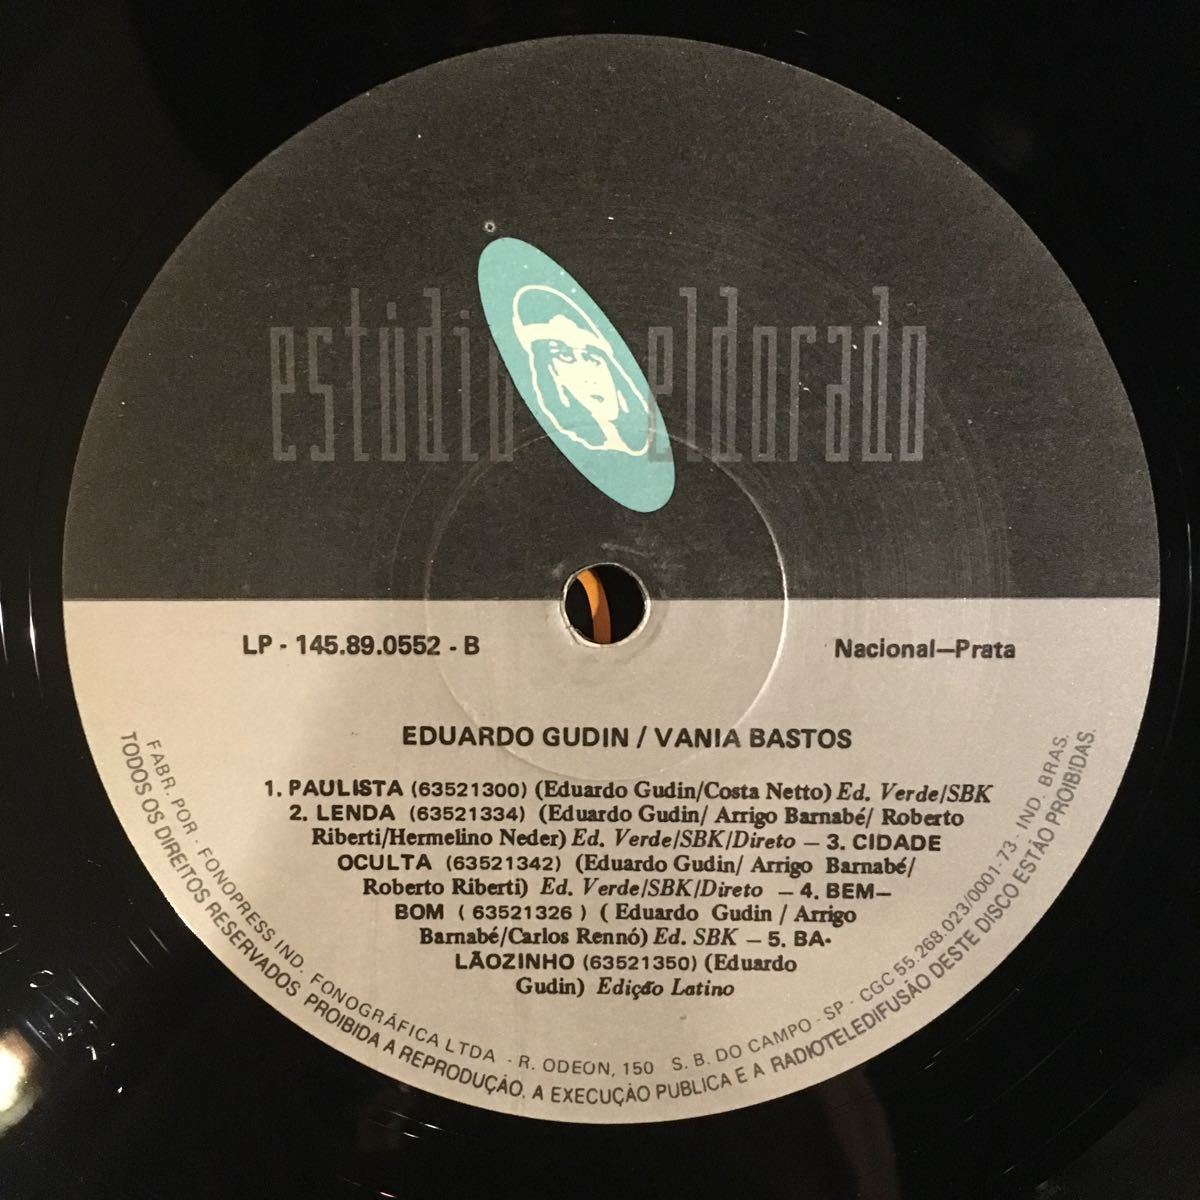 estúdio eldorado
LP - 145.89.0552 - B
Nacional—Prata
EDUARDO GUDIN / VANIA BASTOS
1. PAULISTA (63521300) (Eduardo Gudin/Costa Netto) Ed. Verde/SBK
2. LENDA (63521334) (Eduardo Gudin/ Arrigo Barnabé/ Roberto
Riberti/Hermelino Neder) Ed. Verde/SBK/Direto — 3. CIDADE
OCULTA (63521342) (Eduardo Gudin/ Arrigo Barnabé/
Roberto Riberti) Ed. Verde/SBK/Direto — 4. BEM—
BOM ( 63521326 ) ( Eduardo Gudin / Arrigo
Barnabé/Carlos Rennó) Ed. SBK — 5. BA-
LÃOZINHO (63521350) (Eduardo
Gudin) Edição Latino
FABR. POR - FONOPRESS IND. FONOGRÁFICA LTDA - R. ODEON, 150 S. B. DO CAMPO - SP - CGC 55.268.023/0001-73 - IND. BRAS.
TODOS OS DIREITOS RESERVADOS PROIBIDA A REPRODUÇÃO. A EXECUÇÃO PUBLICA E A RADIOTELEDIFUSÃO DESTE DISCO ESTÃO PROIBIDAS.